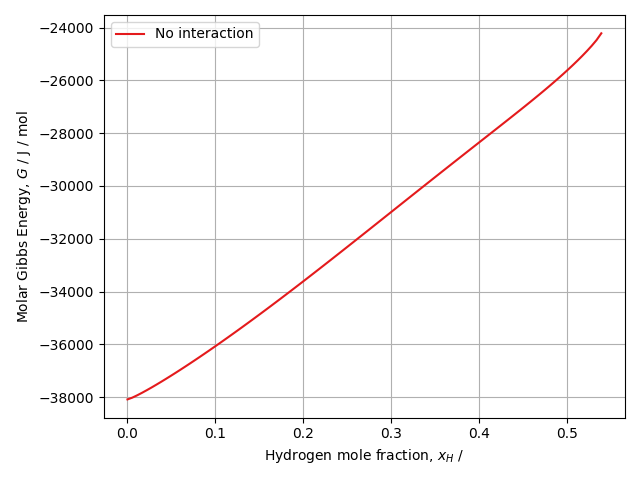 No interaction
−24000
−26000
−28000
−30000
−32000
−34000
−36000
−38000
Molar Gibbs Energy, G / J / mol
0.0 0.1 0.2 0.3 0.4 0.5
Hydrogen mole fraction, x_H /